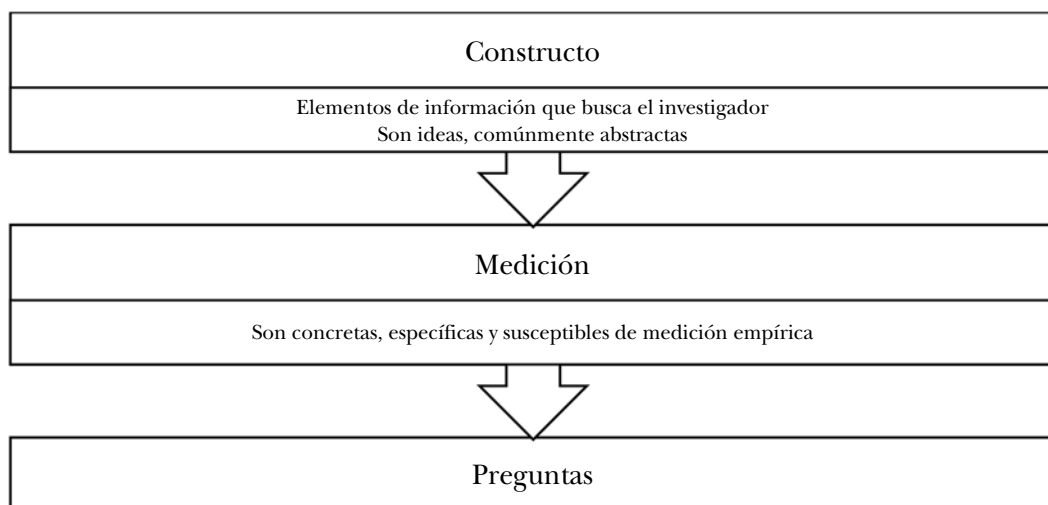 Constructo
Elementos de información que busca el investigador
Son ideas, comúnmente abstractas
Medición
Son concretas, específicas y susceptibles de medición empírica
Preguntas